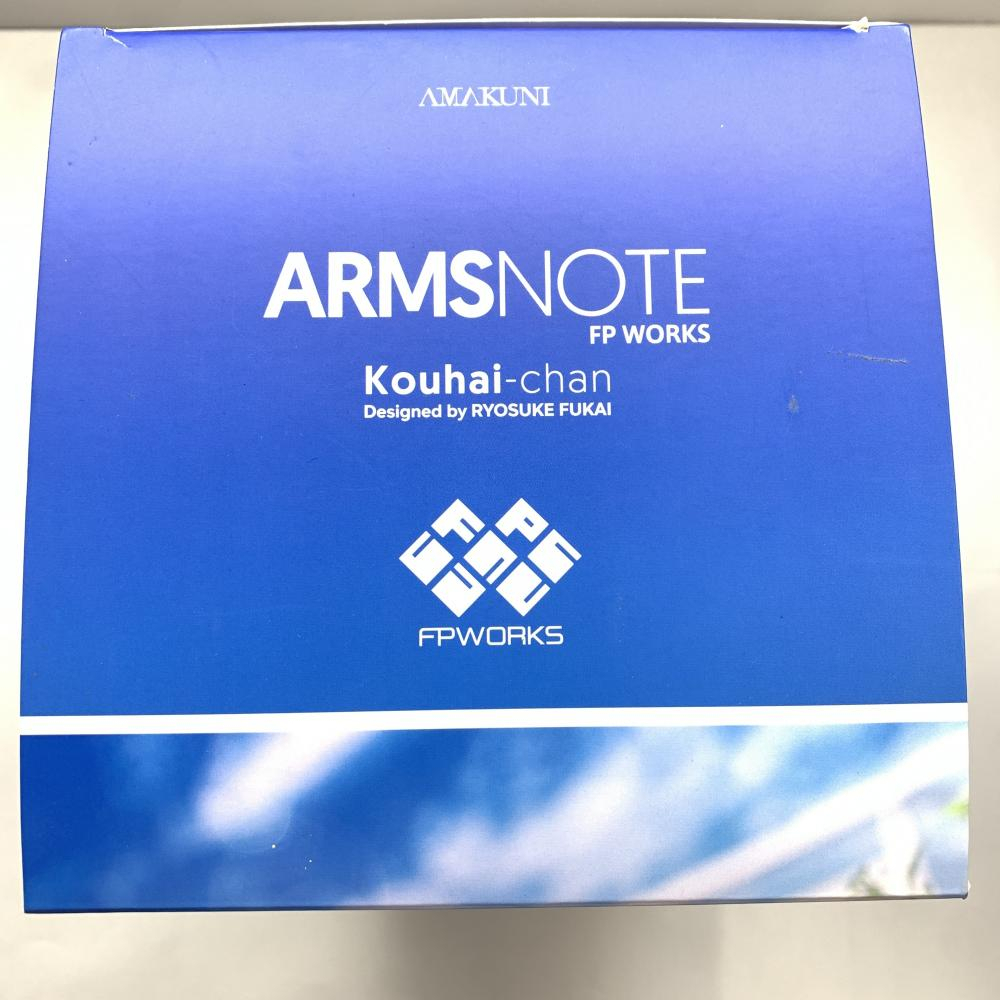 AMAKUNI
ARMSNOTE
FP WORKS
Kouhai-chan
Designed by RYOSUKE FUKAI
FPWORKS